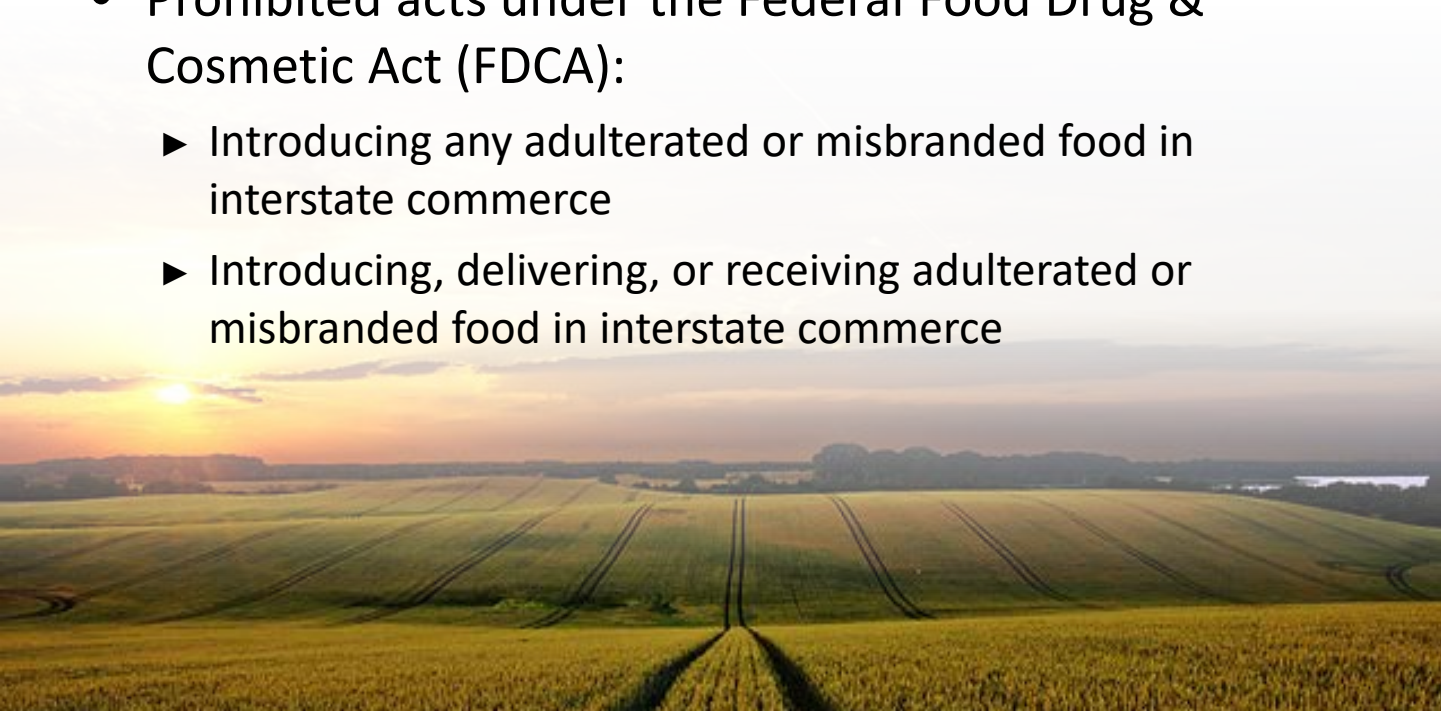 • Prohibited acts under the Federal Food Drug &
Cosmetic Act (FDCA):
► Introducing any adulterated or misbranded food in
interstate commerce
► Introducing, delivering, or receiving adulterated or
misbranded food in interstate commerce